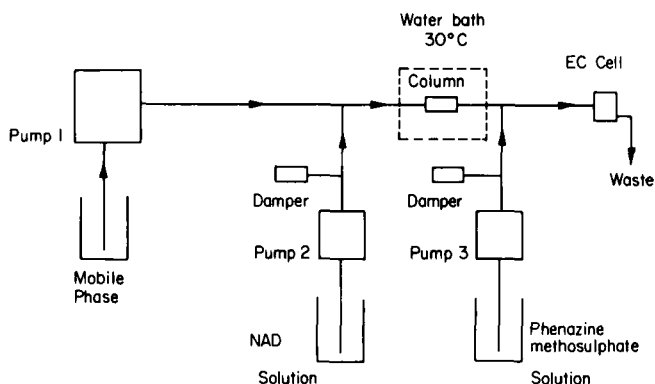 Water bath
30°C
EC Cell
Column
Pump 1
Waste
Damper
Damper
Pump 2
Pump 3
Mobile
Phase
NAD
Solution
Phenazine
methosulphate
Solution